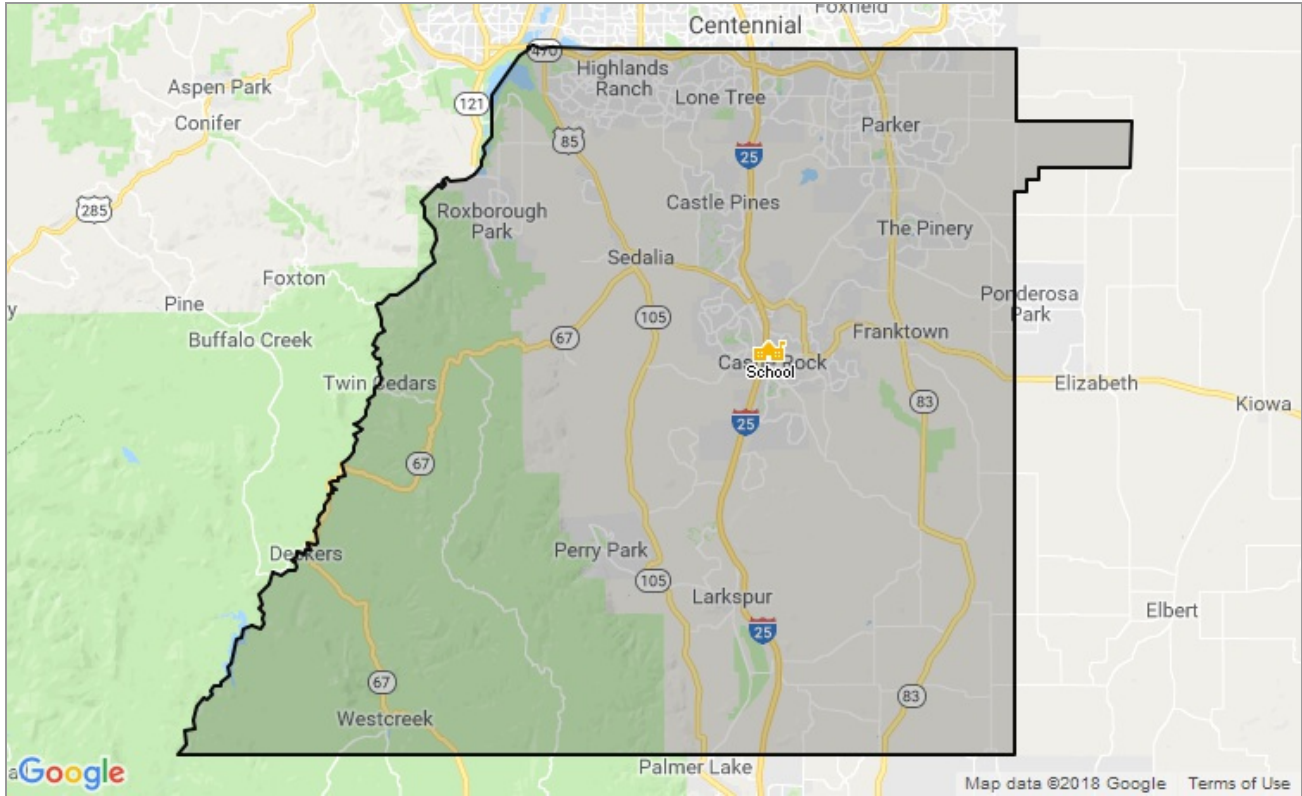 Foxfield
Centennial
470
Highlands
Ranch
Aspen Park
121
Lone Tree
Conifer
85
Parker
25
285
Roxborough
Park
Castle Pines
The Pinery
Sedalia
Foxton
Pine
Ponderosa
Park
y
105
Buffalo Creek
67
Franktown
Castle Rock
School
Twin Cedars
Elizabeth
83
Kiowa
25
67
Deckers
Perry Park
105
Larkspur
Elbert
25
67
83
Westcreek
Palmer Lake
a
Google
Map data ©2018 Google Terms of Use